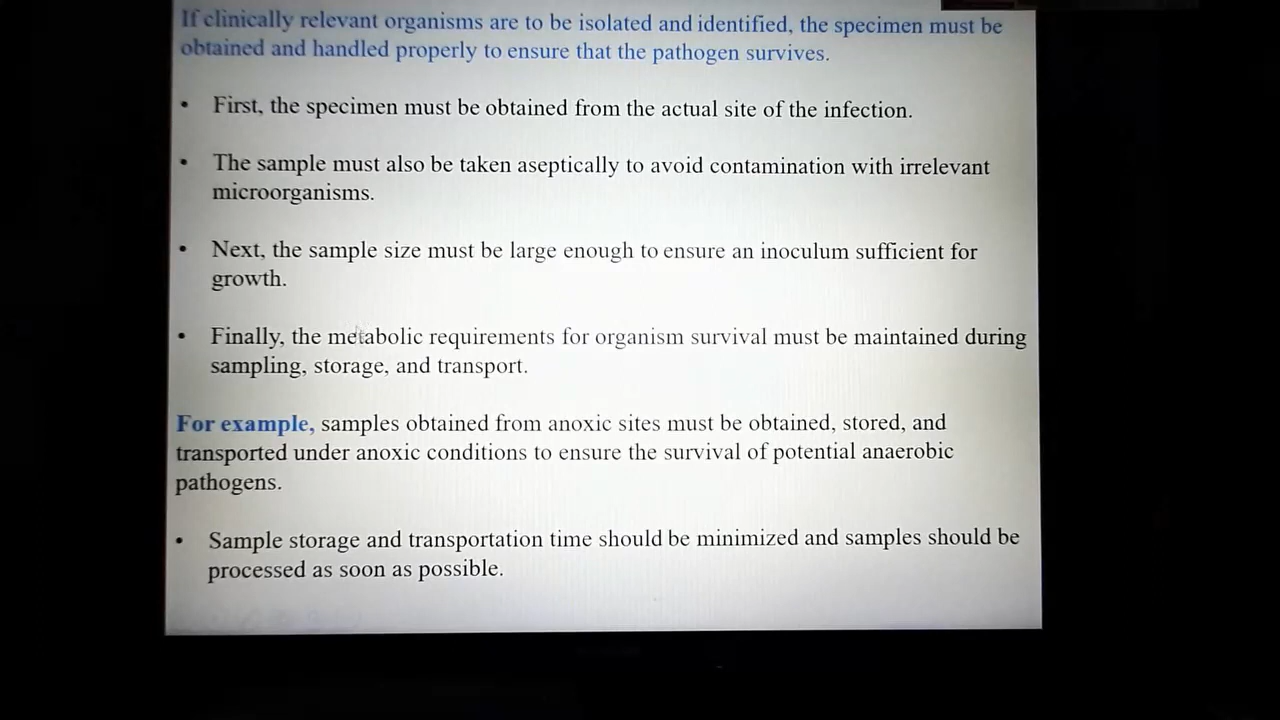 If clinically relevant organisms are to be isolated and identified, the specimen must be
obtained and handled properly to ensure that the pathogen survives.
• First, the specimen must be obtained from the actual site of the infection.
• The sample must also be taken aseptically to avoid contamination with irrelevant
microorganisms.
• Next, the sample size must be large enough to ensure an inoculum sufficient for
growth.
• Finally, the metabolic requirements for organism survival must be maintained during
sampling, storage, and transport.
For example, samples obtained from anoxic sites must be obtained, stored, and
transported under anoxic conditions to ensure the survival of potential anaerobic
pathogens.
• Sample storage and transportation time should be minimized and samples should be
processed as soon as possible.